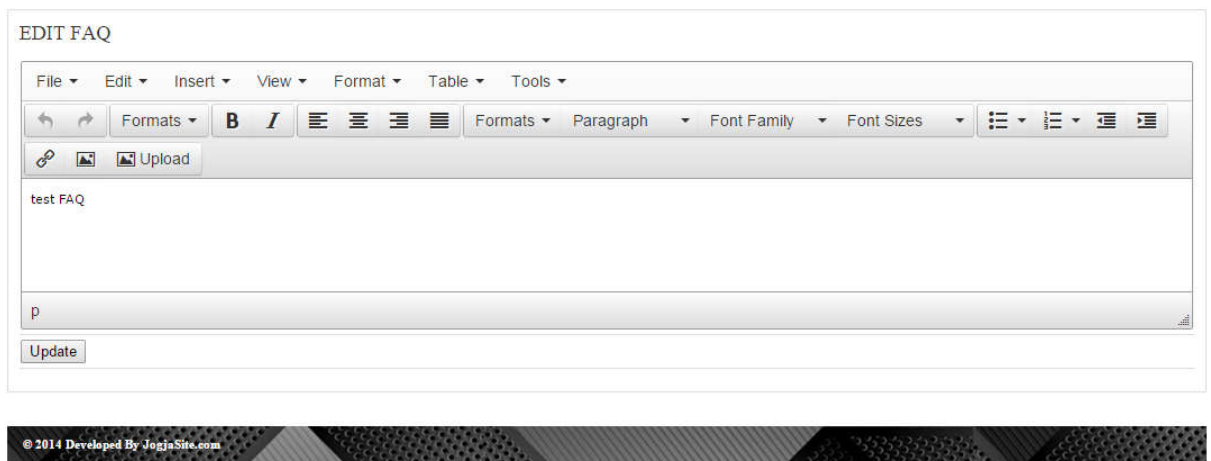 EDIT FAQ
File Edit Insert View Format Table Tools
Formats B I Formats Paragraph Font Family Font Sizes
Upload
test FAQ
p
Update
© 2014 Developed By JogjaSite.com